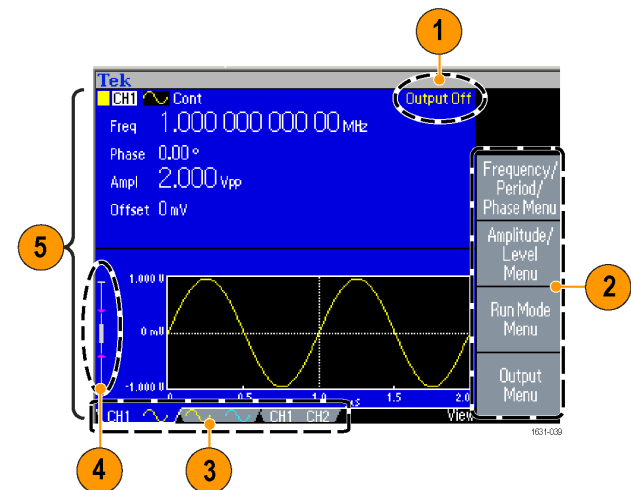 1
Tek
CH1 Cont
Output Off
Freq 1.000 000 000 00 MHz
Phase 0.00 °
Ampl 2.000 Vpp
Offset 0 mV
Frequency/
Period/
Phase Menu
Amplitude/
Level
Menu
Run Mode
Menu
Output
Menu
5
2
1.000 V
0 mV
-1.000 V
0 0.5 1.0 1.5 2.0
µs
CH1 CH1 CH2 View
1631-039
4
3